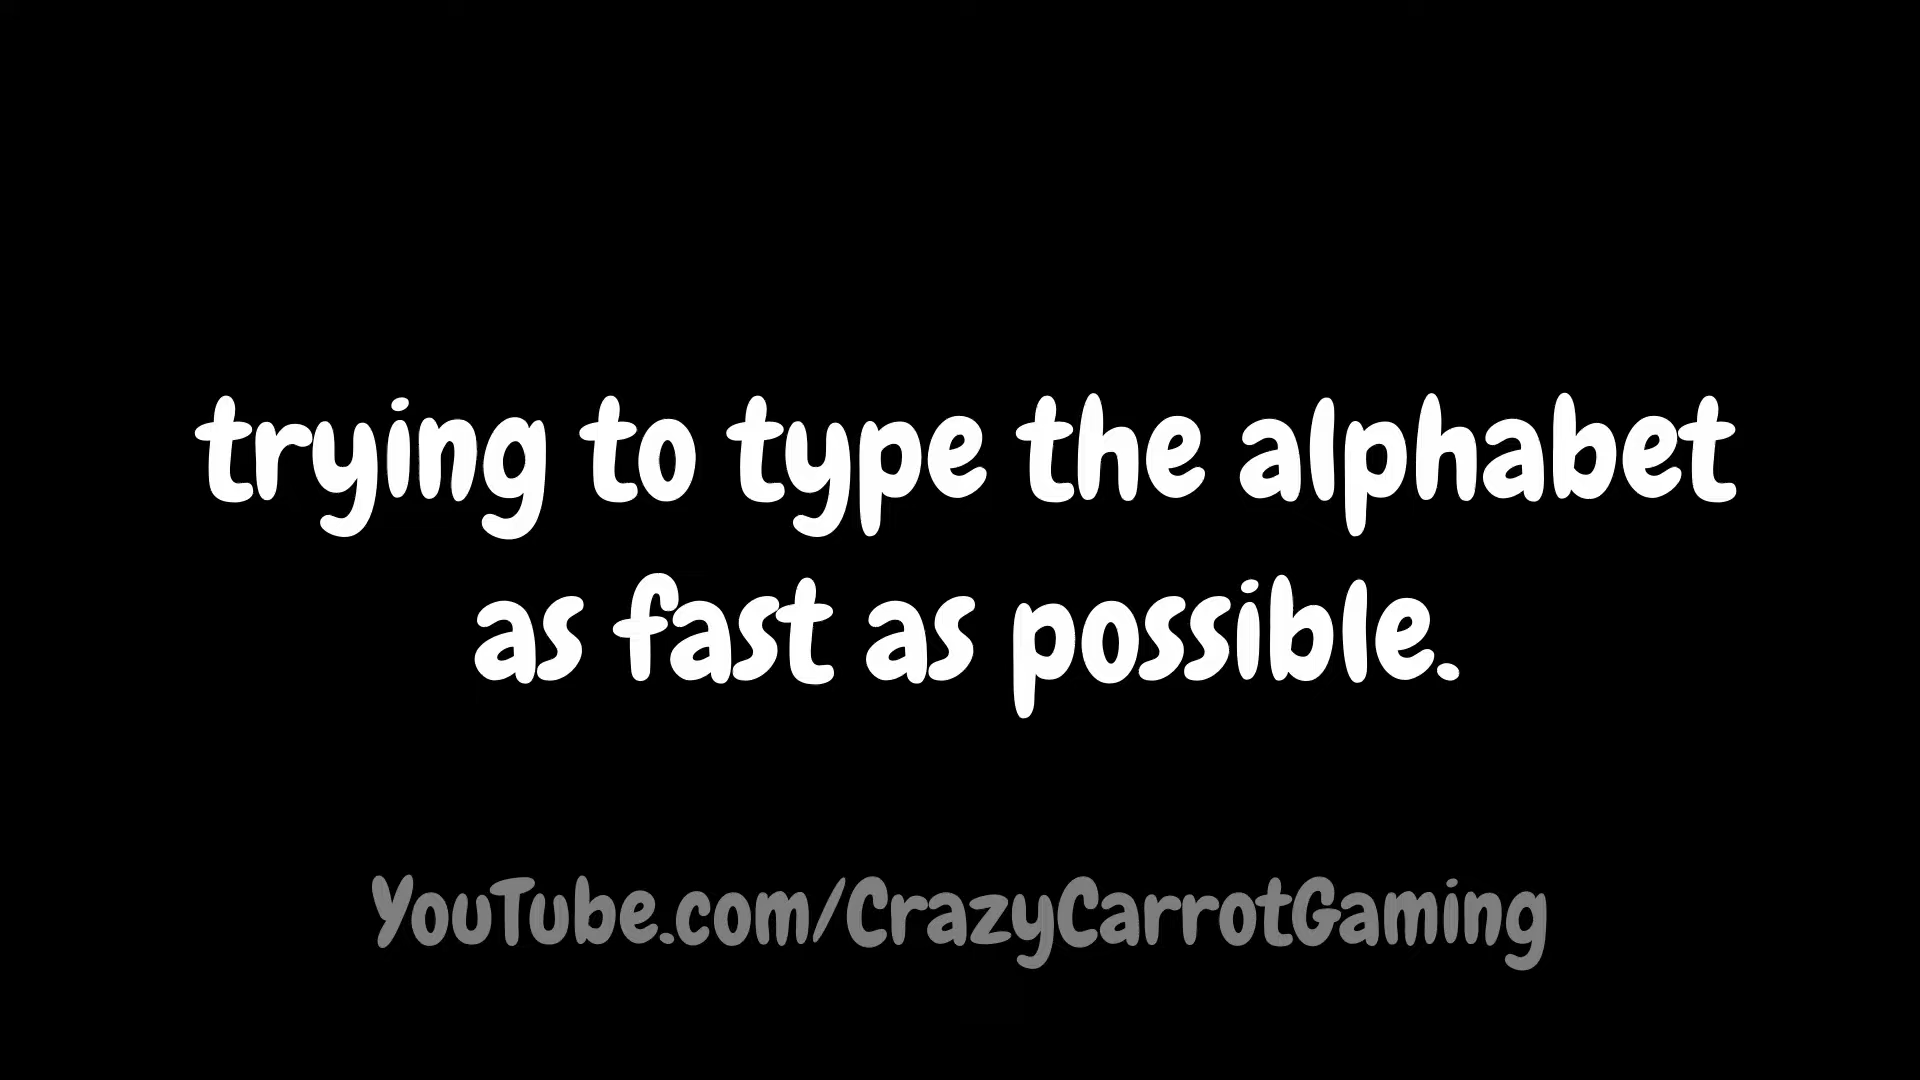 trying to type the alphabet
as fast as possible.
YouTube.com/CrazyCarrotGaming